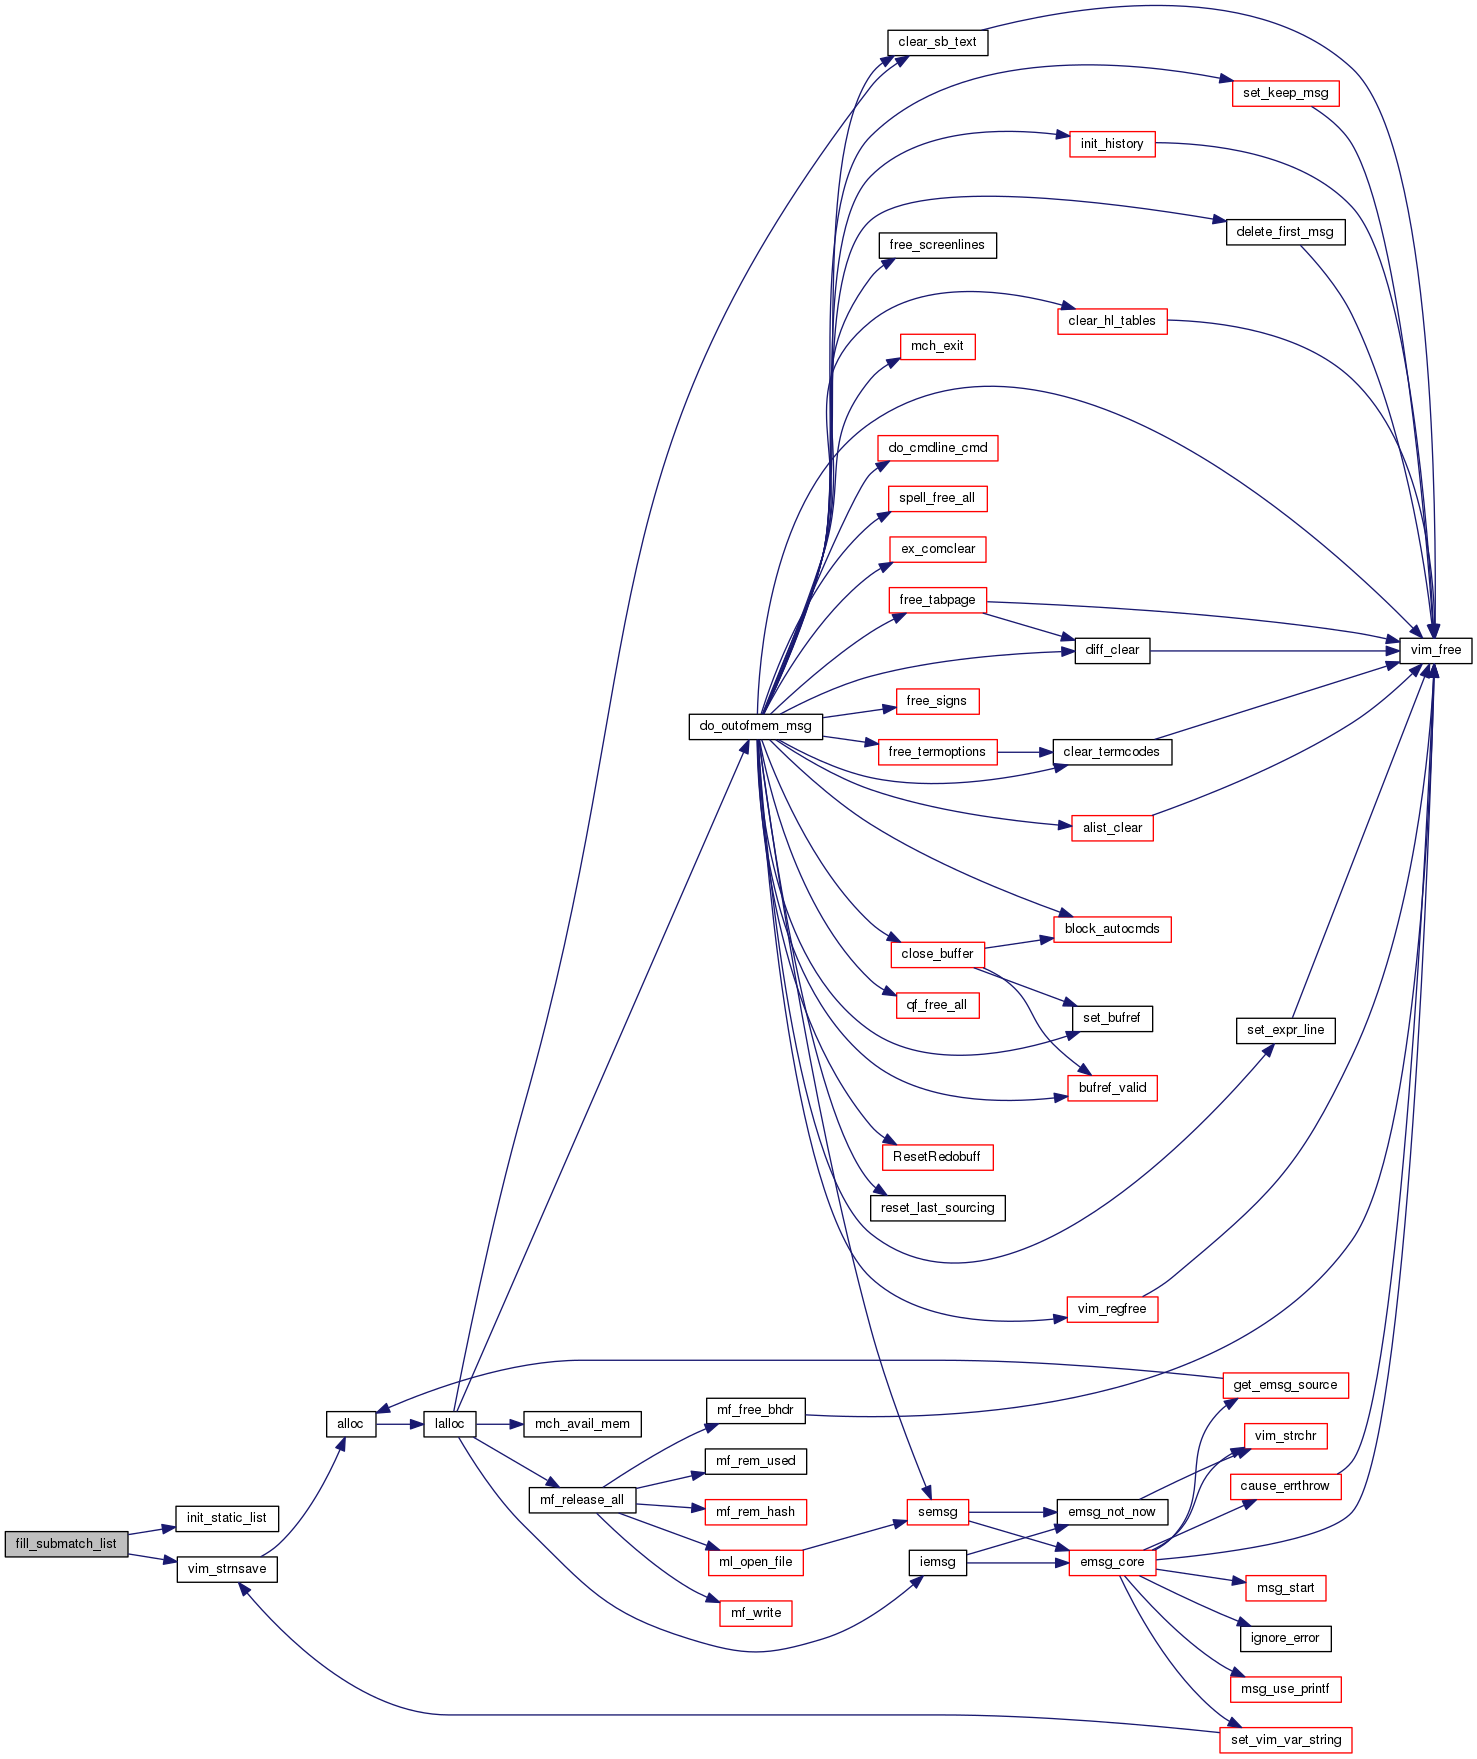 clear_sb_text
set_keep_msg
init_history
delete_first_msg
free_screenlines
clear_hl_tables
mch_exit
do_cmdline_cmd
spell_free_all
ex_comclear
free_tabpage
diff_clear
vim_free
free_signs
do_outofmem_msg
free_termoptions
clear_termcodes
alist_clear
block_autocmds
close_buffer
qf_free_all
set_bufref
set_expr_line
bufref_valid
ResetRedobuff
reset_last_sourcing
vim_regfree
get_emsg_source
mf_free_bhdr
alloc
lalloc
mch_avail_mem
vim_strchr
mf_rem_used
cause_errthrow
mf_release_all
mf_rem_hash
semsg
emsg_not_now
init_static_list
fill_submatch_list
vim_strnsave
ml_open_file
iemsg
emsg_core
msg_start
mf_write
ignore_error
msg_use_printf
set_vim_var_string